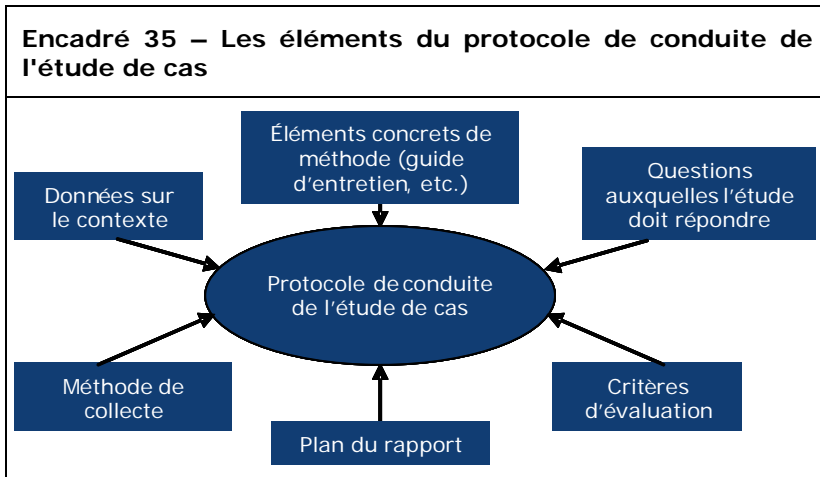 Encadré 35 – Les éléments du protocole de conduite de
l'étude de cas
Éléments concrets de
méthode (guide
d'entretien, etc.)
Données sur
le contexte
Questions
auxquelles l'étude
doit répondre
Protocole de conduite
de l'étude de cas
Méthode de
collecte
Plan du rapport
Critères
d'évaluation